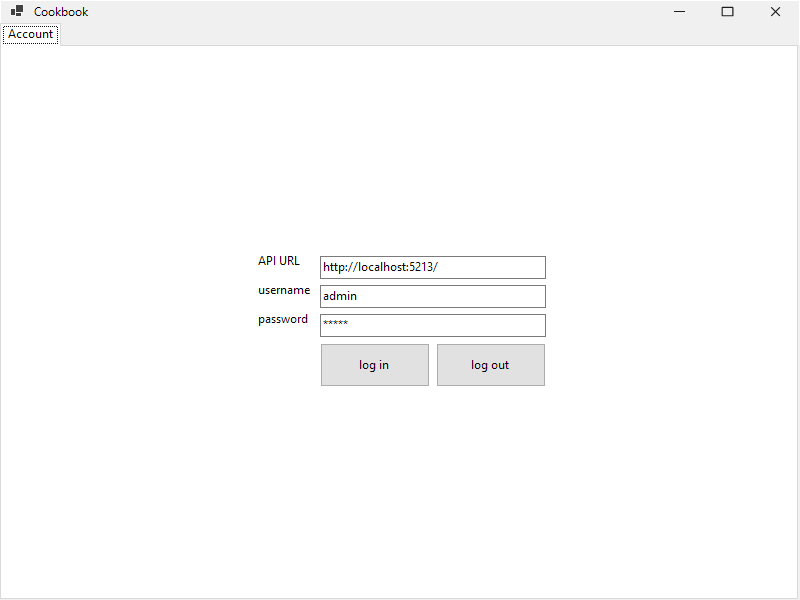 Cookbook
Account
API URL
http://localhost:5213/
username
admin
password
*****
log in
log out